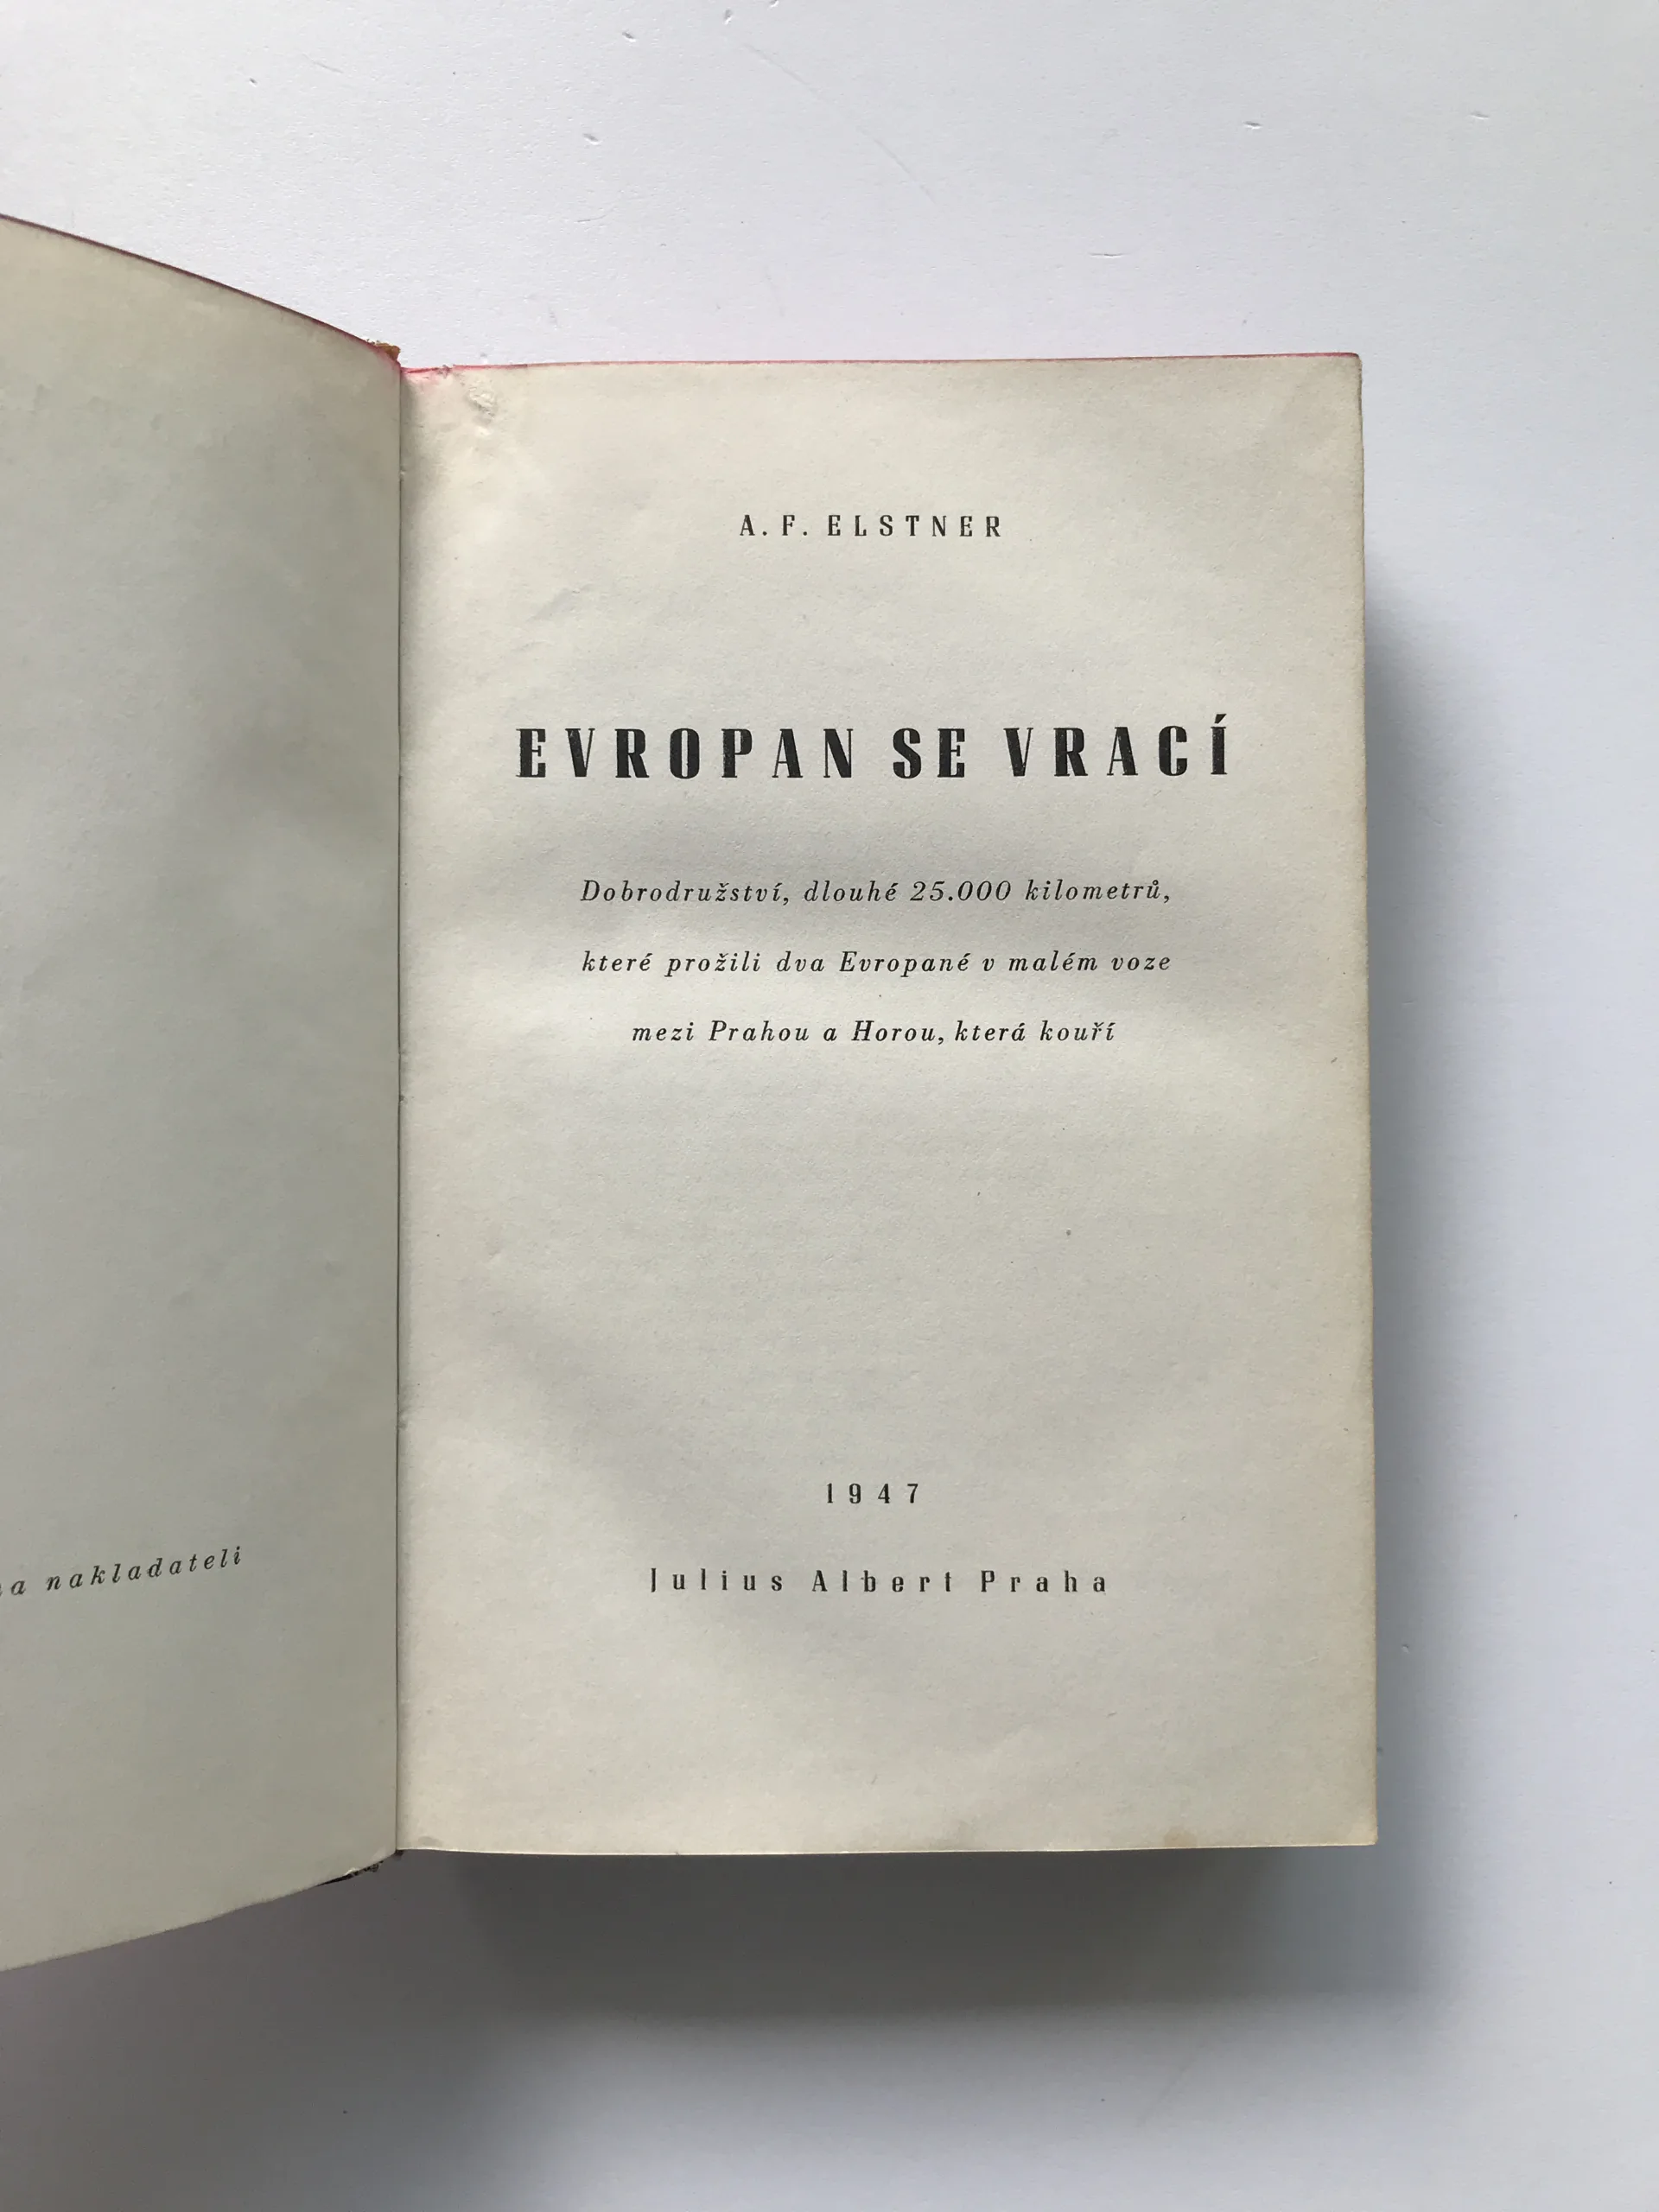 nakladateli
A. F. ELSTNER
EVROPAN SE VRACÍ
Dobrodružství, dlouhé 25.000 kilometrů,
které prožili dva Evropané v malém voze
mezi Prahou a Horou, která kouří
1947
Julius Albert Praha